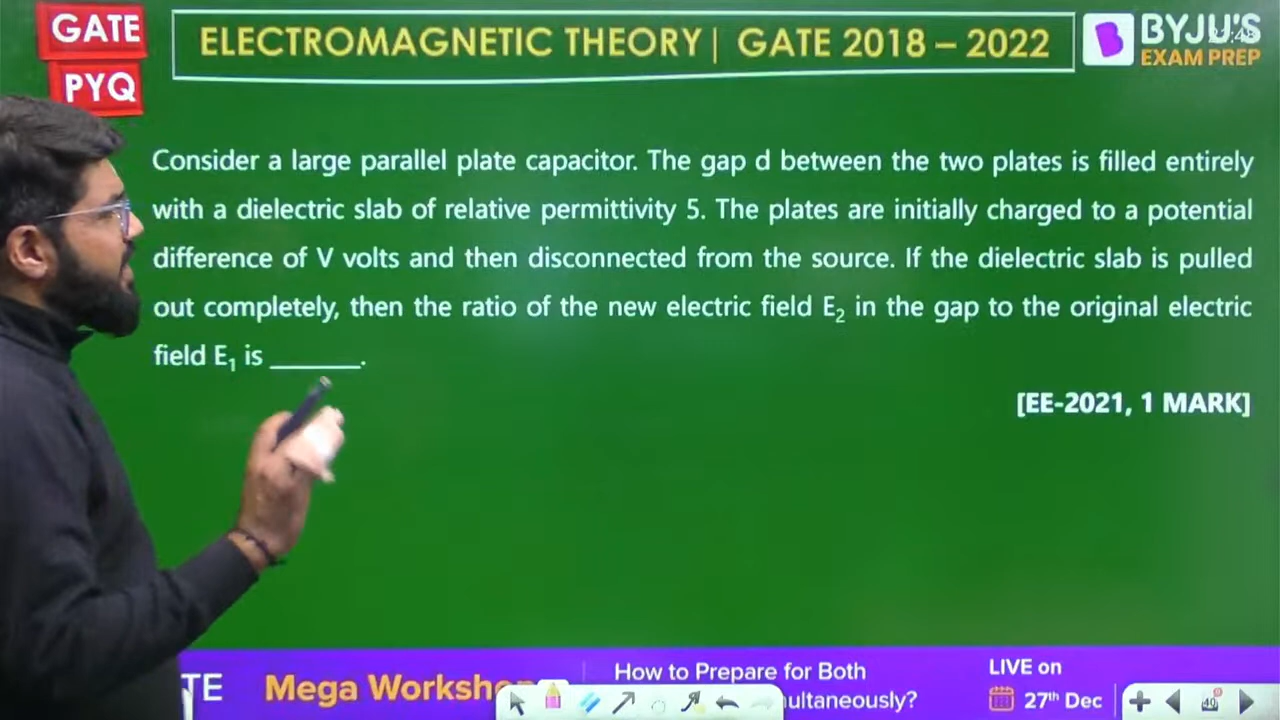 GATE
PYQ
ELECTROMAGNETIC THEORY | GATE 2018 – 2022
BYJU'S
EXAM PREP
Consider a large parallel plate capacitor. The gap d between the two plates is filled entirely
with a dielectric slab of relative permittivity 5. The plates are initially charged to a potential
difference of V volts and then disconnected from the source. If the dielectric slab is pulled
out completely, then the ratio of the new electric field E₂ in the gap to the original electric
field E₁ is ______.
[EE-2021, 1 MARK]
Mega
How to Prepare for Both
LIVE on
27th Dec